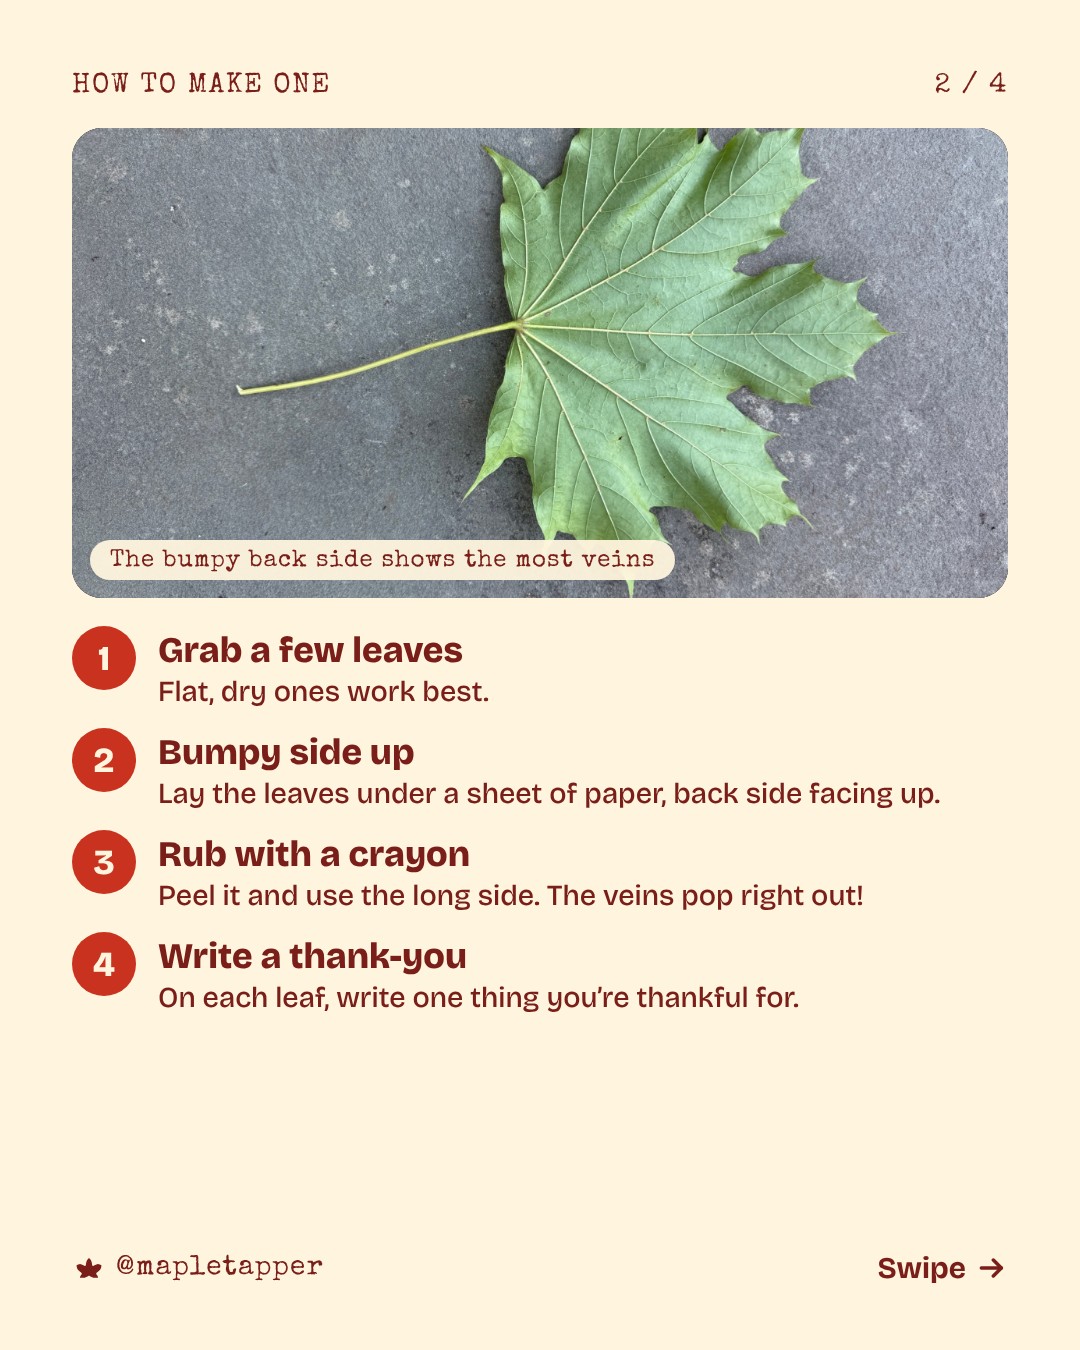 HOW TO MAKE ONE
2 / 4
The bumpy back side shows the most veins
1
Grab a few leaves
Flat, dry ones work best.
2
Bumpy side up
Lay the leaves under a sheet of paper, back side facing up.
3
Rub with a crayon
Peel it and use the long side. The veins pop right out!
4
Write a thank-you
On each leaf, write one thing you’re thankful for.
@mapletapper
Swipe →